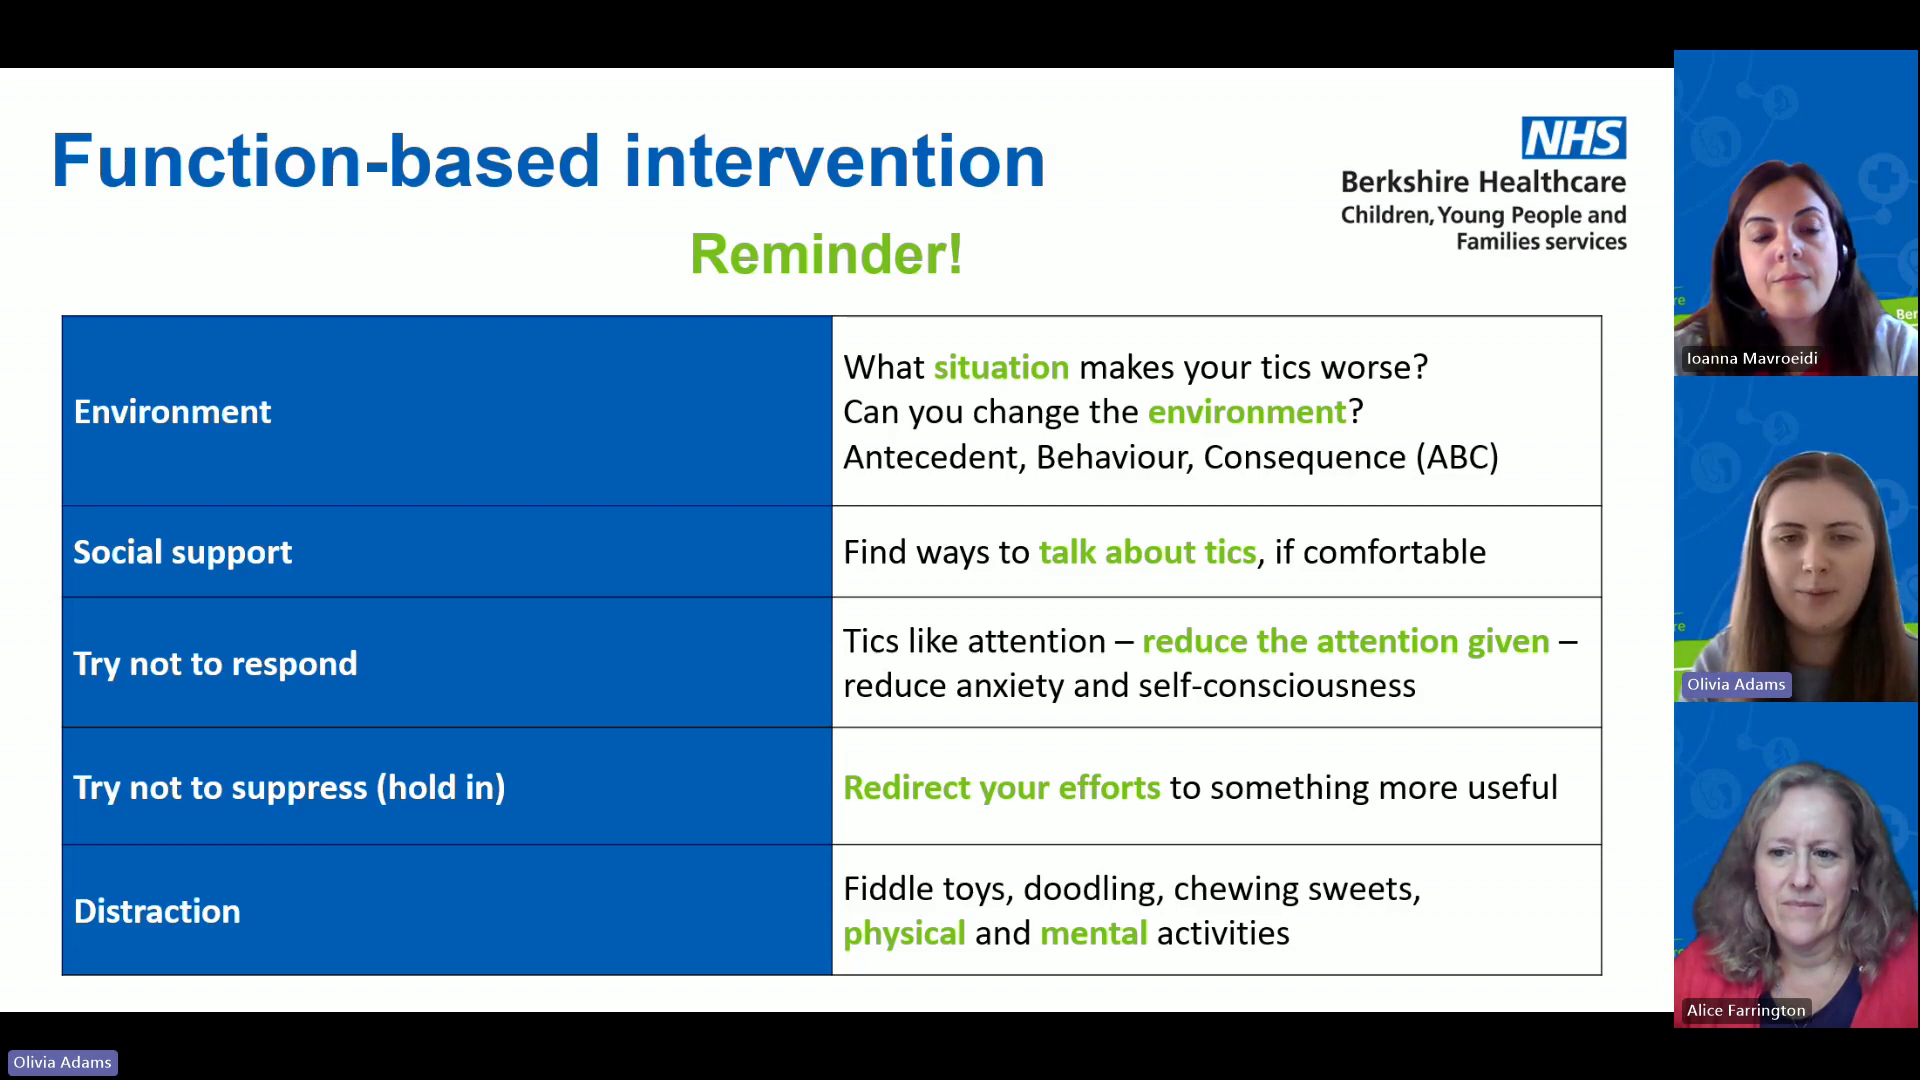 Function-based intervention
Reminder!
NHS
Berkshire Healthcare
Children, Young People and
Families services
Environment
What situation makes your tics worse?
Can you change the environment?
Antecedent, Behaviour, Consequence (ABC)
Social support
Find ways to talk about tics, if comfortable
Try not to respond
Tics like attention – reduce the attention given –
reduce anxiety and self-consciousness
Try not to suppress (hold in)
Redirect your efforts to something more useful
Distraction
Fiddle toys, doodling, chewing sweets,
physical and mental activities
Ioanna Mavroeidi
Olivia Adams
Alice Farrington
Olivia Adams